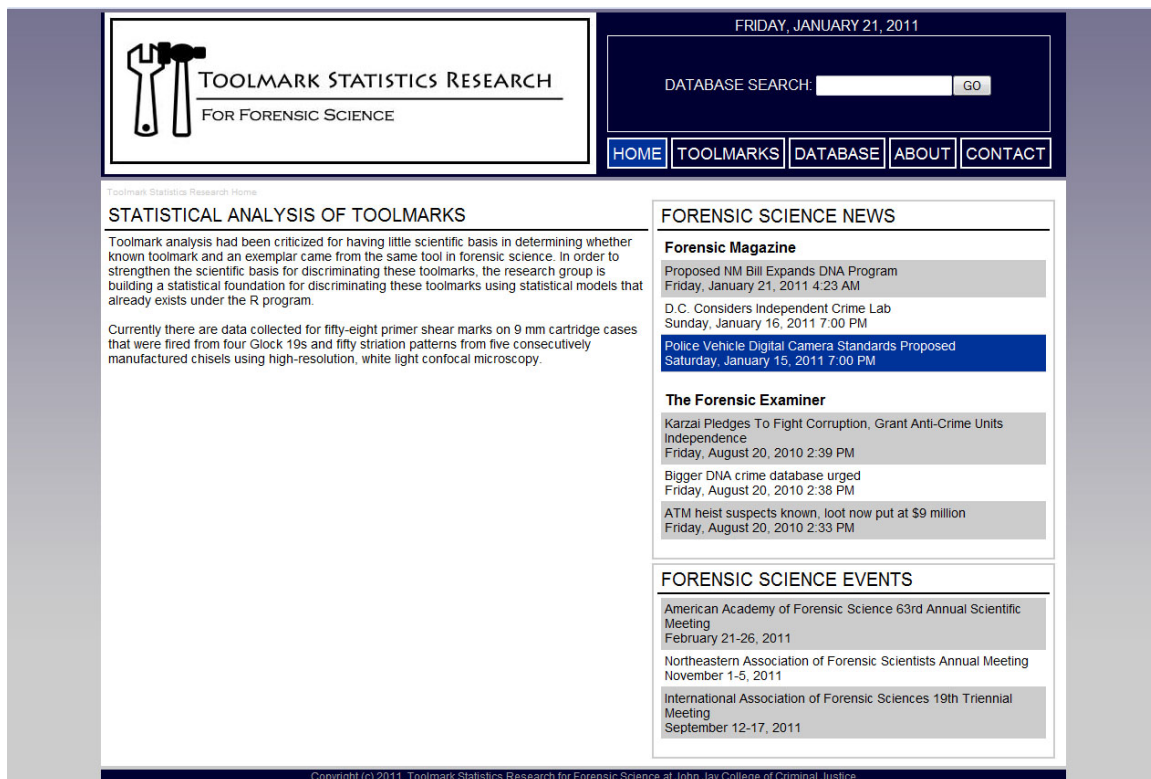 TOOLMARK STATISTICS RESEARCH
FOR FORENSIC SCIENCE
FRIDAY, JANUARY 21, 2011
DATABASE SEARCH:
GO
HOME
TOOLMARKS
DATABASE
ABOUT
CONTACT
Toolmark Statistics Research Home
STATISTICAL ANALYSIS OF TOOLMARKS
Toolmark analysis had been criticized for having little scientific basis in determining whether
known toolmark and an exemplar came from the same tool in forensic science. In order to
strengthen the scientific basis for discriminating these toolmarks, the research group is
building a statistical foundation for discriminating these toolmarks using statistical models that
already exists under the R program.
Currently there are data collected for fifty-eight primer shear marks on 9 mm cartridge cases
that were fired from four Glock 19s and fifty striation patterns from five consecutively
manufactured chisels using high-resolution, white light confocal microscopy.
FORENSIC SCIENCE NEWS
Forensic Magazine
Proposed NM Bill Expands DNA Program
Friday, January 21, 2011 4:23 AM
D.C. Considers Independent Crime Lab
Sunday, January 16, 2011 7:00 PM
Police Vehicle Digital Camera Standards Proposed
Saturday, January 15, 2011 7:00 PM
The Forensic Examiner
Karzai Pledges To Fight Corruption, Grant Anti-Crime Units
Independence
Friday, August 20, 2010 2:39 PM
Bigger DNA crime database urged
Friday, August 20, 2010 2:38 PM
ATM heist suspects known, loot now put at $9 million
Friday, August 20, 2010 2:33 PM
FORENSIC SCIENCE EVENTS
American Academy of Forensic Science 63rd Annual Scientific
Meeting
February 21-26, 2011
Northeastern Association of Forensic Scientists Annual Meeting
November 1-5, 2011
International Association of Forensic Sciences 19th Triennial
Meeting
September 12-17, 2011
Copyright (c) 2011. Toolmark Statistics Research for Forensic Science at John Jay College of Criminal Justice